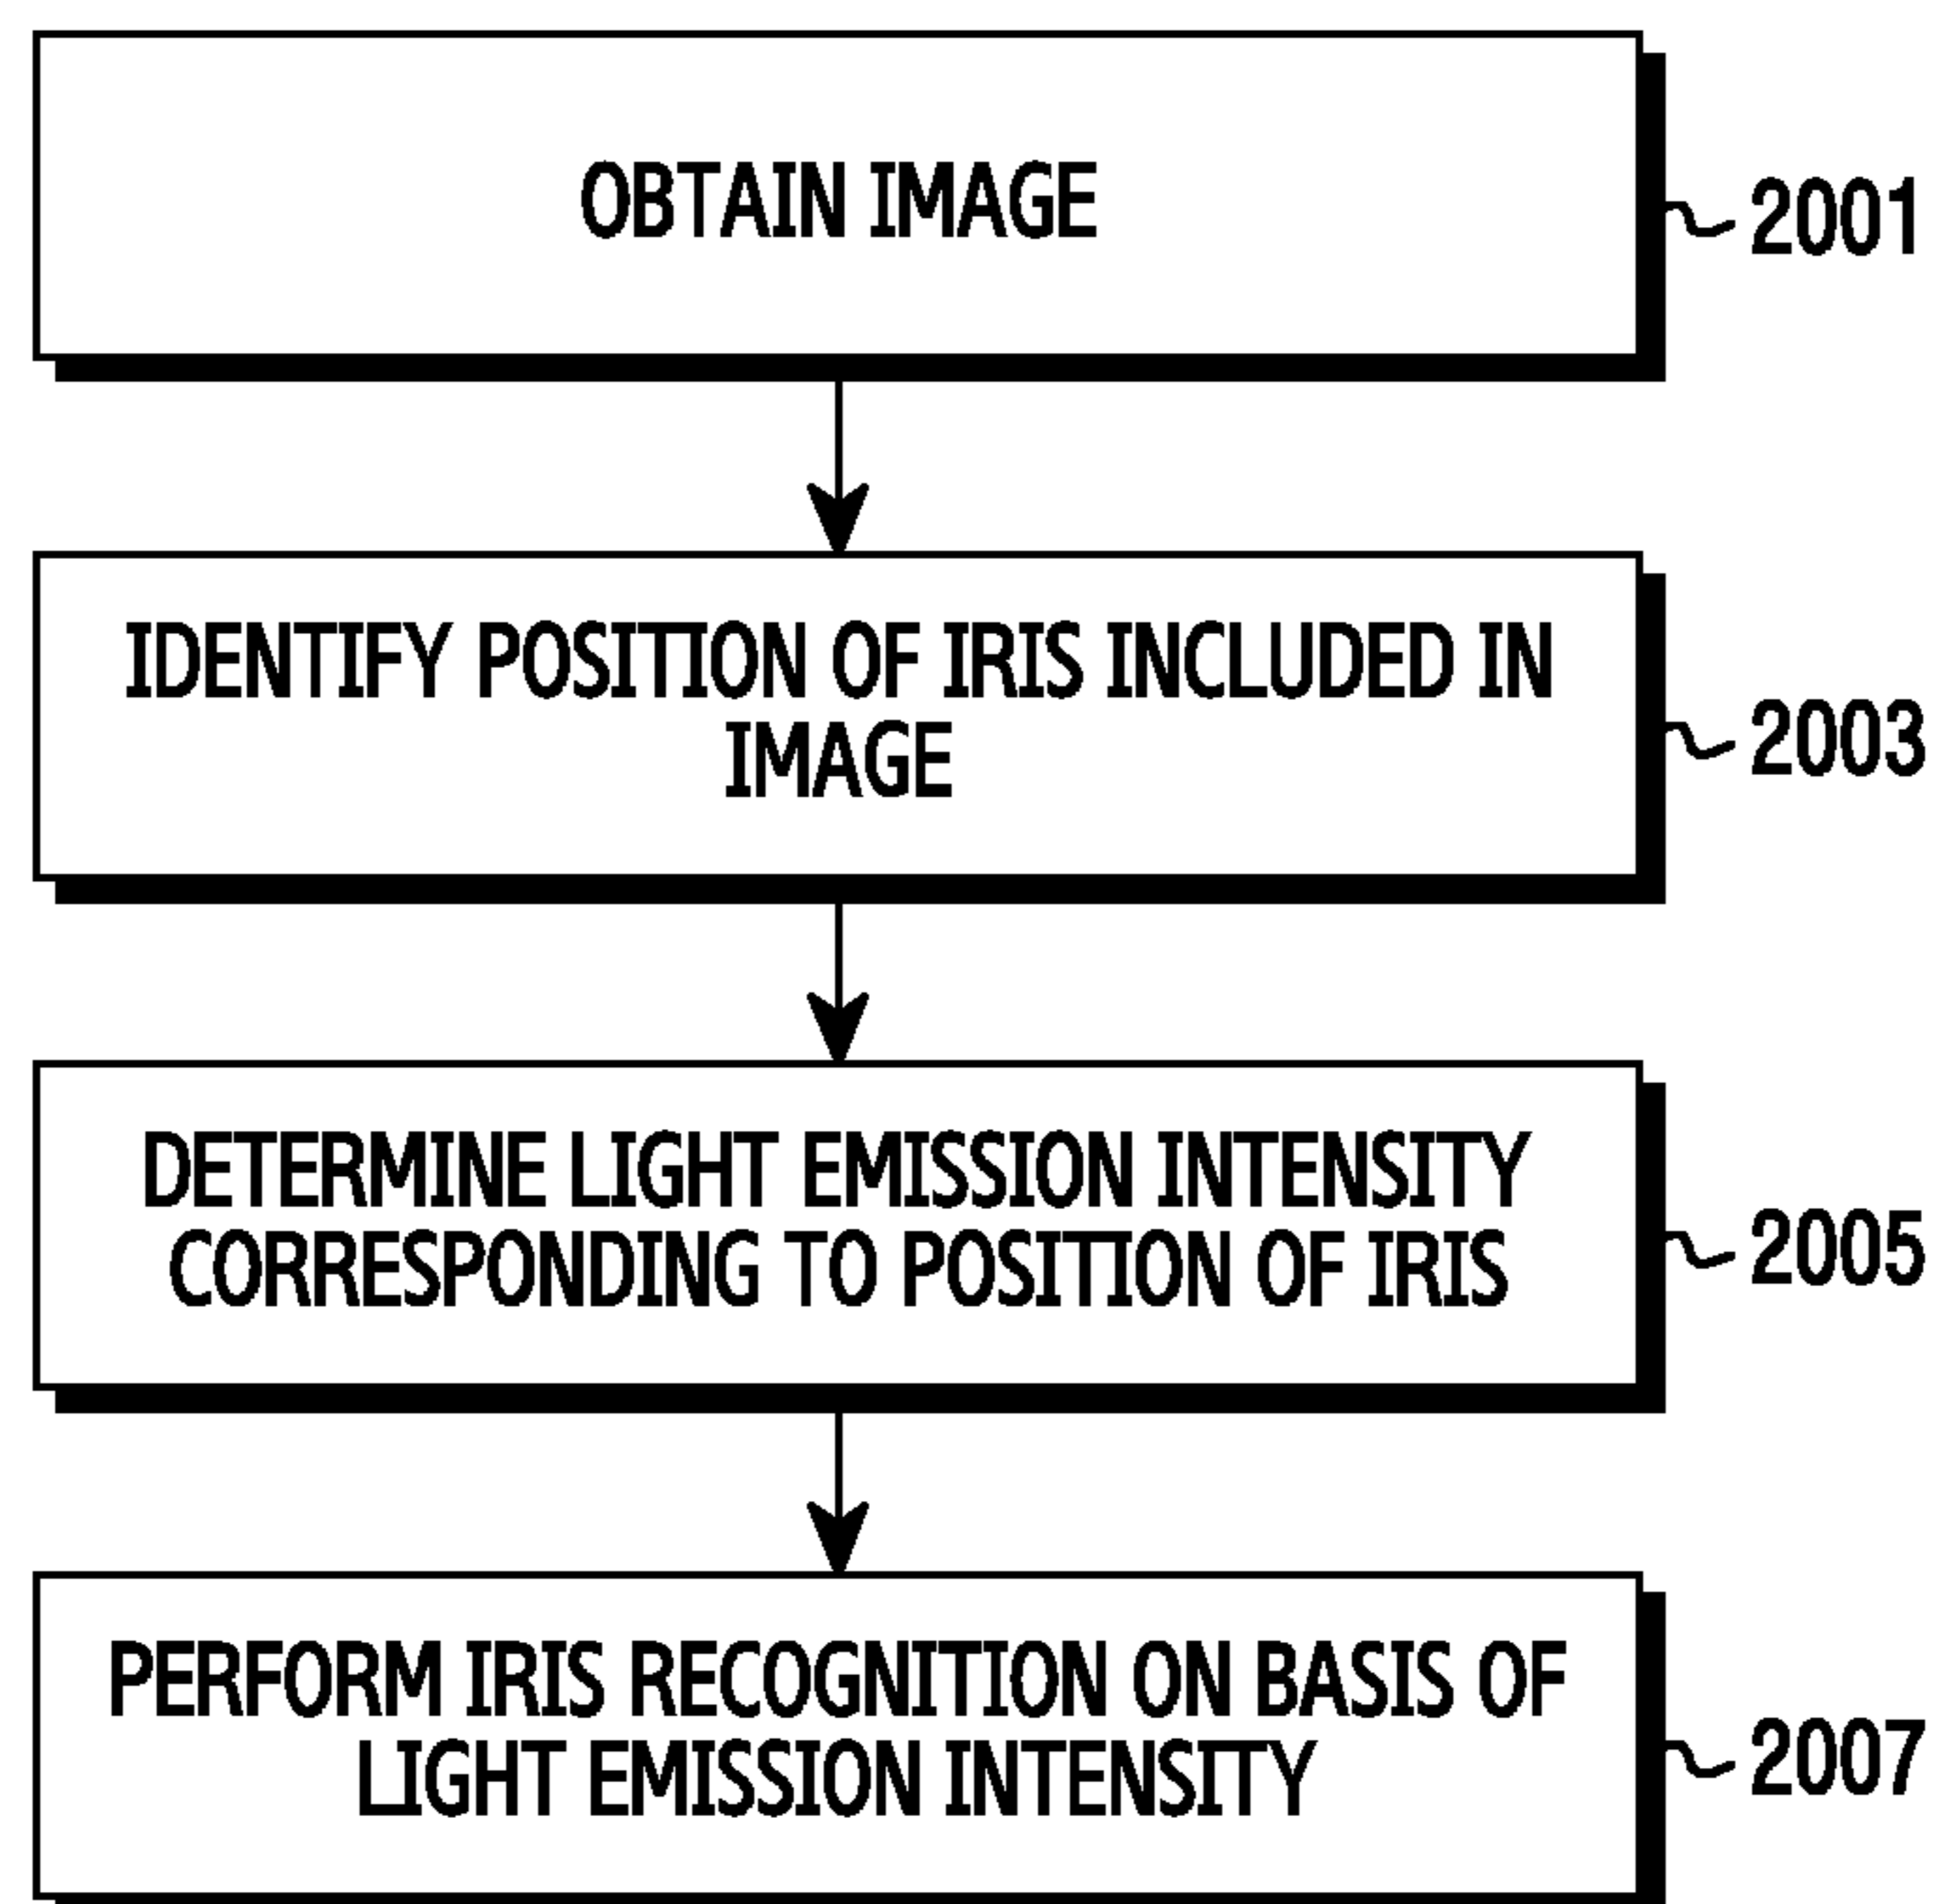 OBTAIN IMAGE
2001
IDENTIFY POSITION OF IRIS INCLUDED IN
IMAGE
2003
DETERMINE LIGHT EMISSION INTENSITY
CORRESPONDING TO POSITION OF IRIS
2005
PERFORM IRIS RECOGNITION ON BASIS OF
LIGHT EMISSION INTENSITY
2007